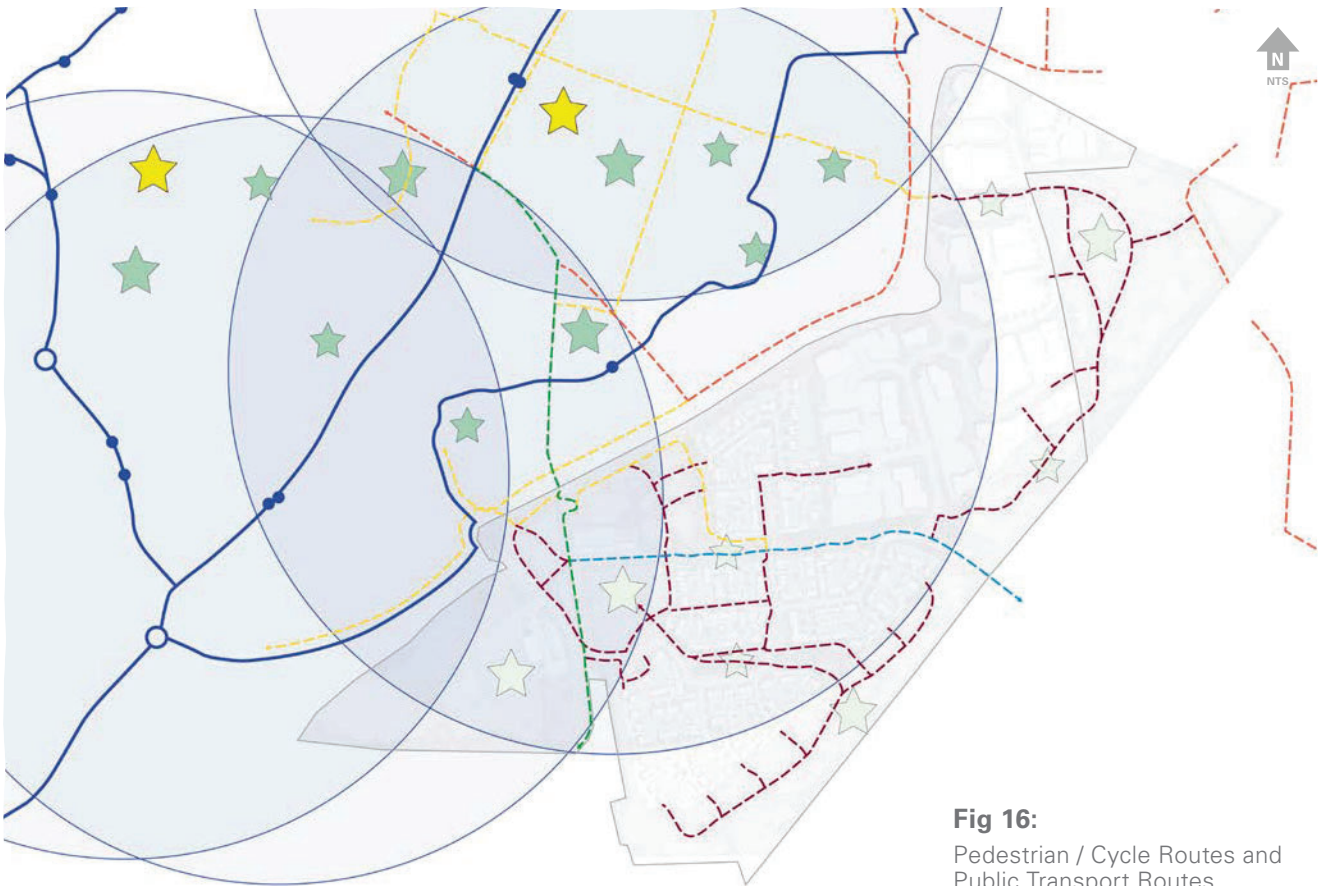 N
NTS
Fig 16:
Pedestrian / Cycle Routes and
Public Transport Routes